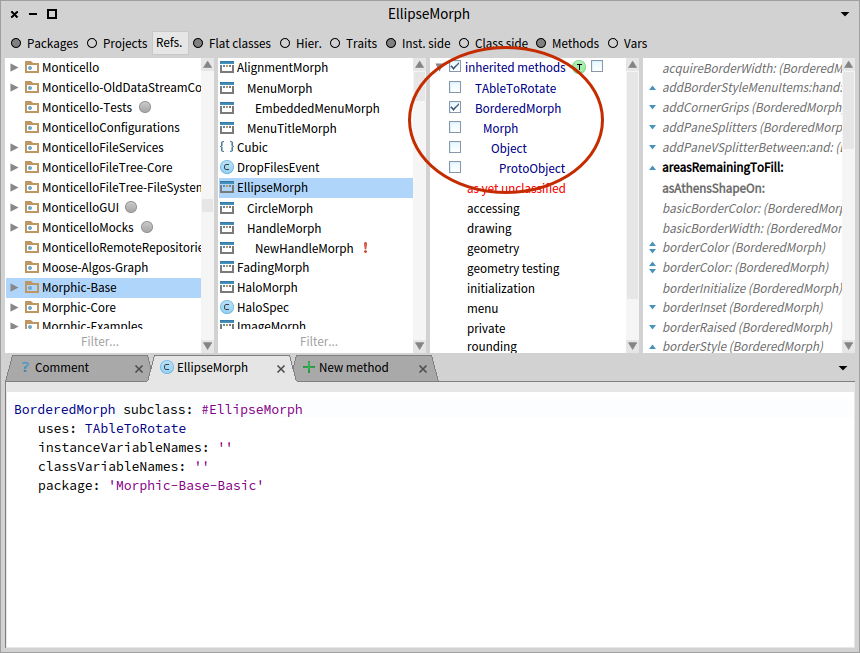 EllipseMorph
Packages Projects Refs. Flat classes Hier. Traits Inst. side Class side Methods Vars
Monticello
Monticello-OldDataStreamCo
Monticello-Tests
MonticelloConfigurations
MonticelloFileServices
MonticelloFileTree-Core
MonticelloFileTree-FileSystem
MonticelloGUI
MonticelloMocks
MonticelloRemoteRepositorie
Moose-Algos-Graph
Morphic-Base
Morphic-Core
Morphic-Examples
Filter...
AlignmentMorph
MenuMorph
EmbeddedMenuMorph
MenuTitleMorph
{ } Cubic
C DropFilesEvent
EllipseMorph
CircleMorph
HandleMorph
NewHandleMorph !
FadingMorph
HaloMorph
C HaloSpec
ImageMorph
Filter...
inherited methods T
TAbleToRotate
BorderedMorph
Morph
Object
ProtoObject
as yet unclassified
accessing
drawing
geometry
geometry testing
initialization
menu
private
rounding
acquireBorderWidth: (BorderedM
addBorderStyleMenuItems:hand:
addCornerGrips (BorderedMorph
addPaneSplitters (BorderedMorp
addPaneVSplitterBetween:and: (
areasRemainingToFill:
asAthensShapeOn:
basicBorderColor: (BorderedMorp
basicBorderWidth: (BorderedMor
borderColor (BorderedMorph)
borderColor: (BorderedMorph)
borderInitialize (BorderedMorph)
borderInset (BorderedMorph)
borderRaised (BorderedMorph)
borderStyle (BorderedMorph)
? Comment
C EllipseMorph
New method
BorderedMorph subclass: #EllipseMorph
uses: TAbleToRotate
instanceVariableNames: ''
classVariableNames: ''
package: 'Morphic-Base-Basic'